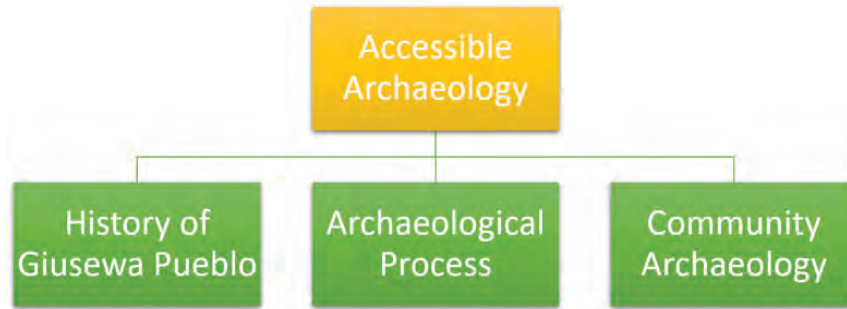 Accessible
Archaeology
History of
Giusewa Pueblo
Archaeological
Process
Community
Archaeology